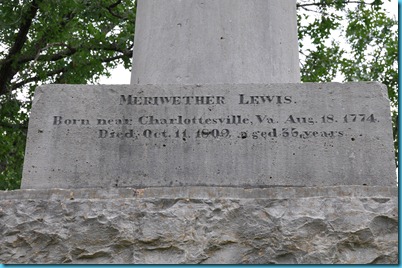 MERIWETHER LEWIS.
Born near Charlottesville, Va. Aug. 18. 1774.
Died, Oct. 11. 1809. aged 35, years.